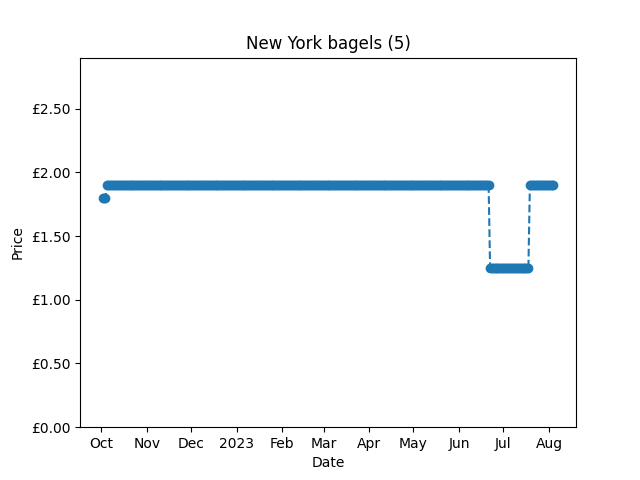 New York bagels (5)
£2.50
£2.00
£1.50
£1.00
£0.50
£0.00
Price
Oct Nov Dec 2023 Feb Mar Apr May Jun Jul Aug
Date